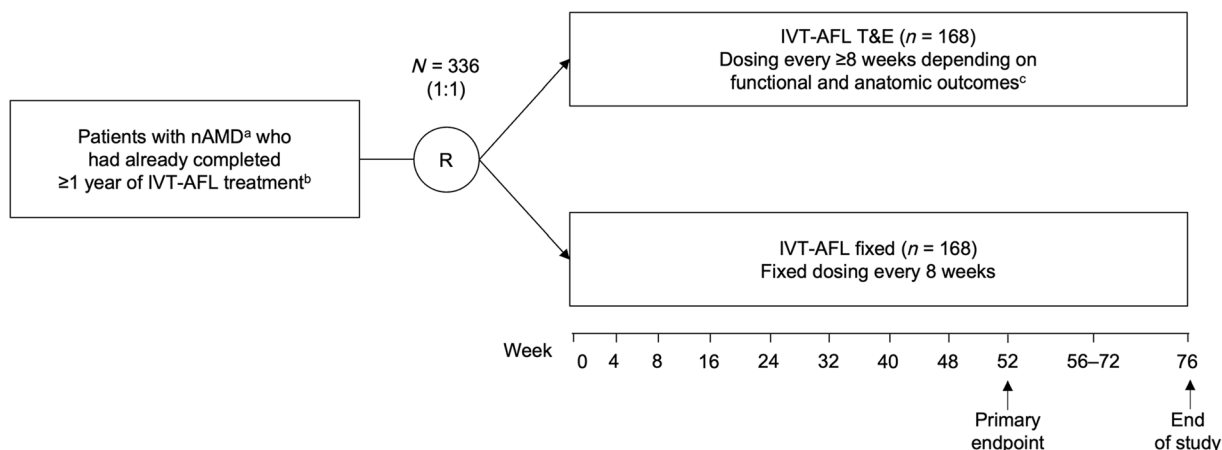 Patients with nAMDᵃ who
had already completed
≥1 year of IVT-AFL treatmentᵇ
N = 336
(1:1)
R
IVT-AFL T&E (n = 168)
Dosing every ≥8 weeks depending on
functional and anatomic outcomesᶜ
IVT-AFL fixed (n = 168)
Fixed dosing every 8 weeks
Week 0 4 8 16 24 32 40 48 52 56–72 76
Primary
endpoint
End
of study